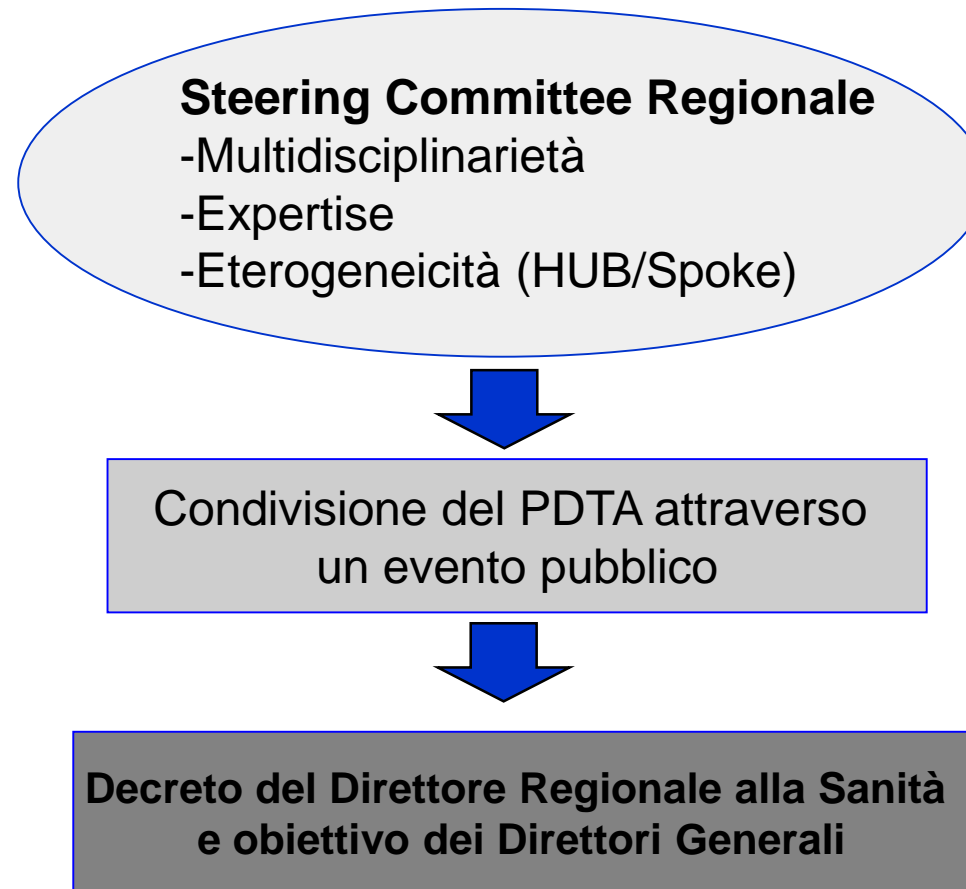 Steering Committee Regionale
-Multidisciplinarietà
-Expertise
-Eterogeneicità (HUB/Spoke)
Condivisione del PDTA attraverso
un evento pubblico
Decreto del Direttore Regionale alla Sanità
e obiettivo dei Direttori Generali